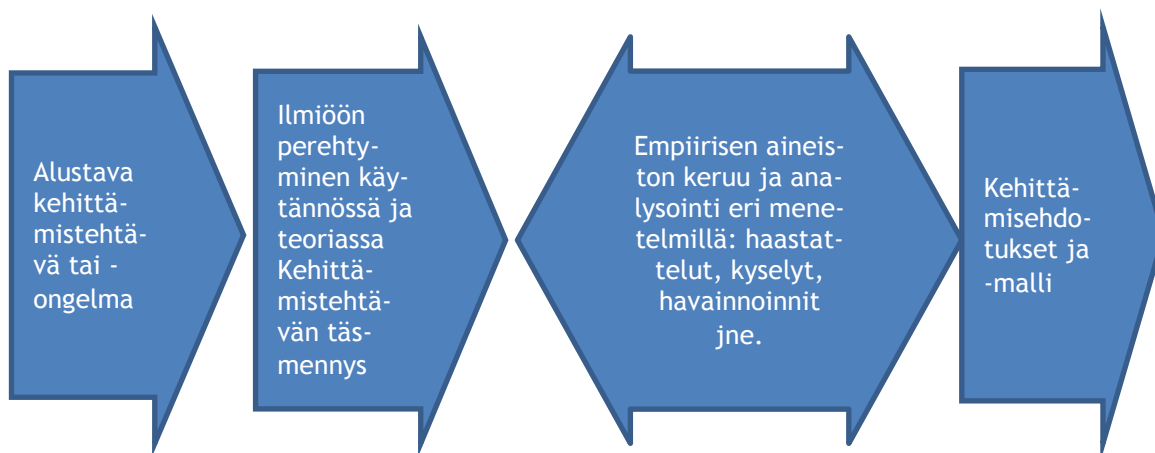 Alustava
kehittä-
mistehtä-
vä tai -
ongelma
Ilmiöön
perehty-
minen käy-
tännössä ja
teoriassa
Kehittä-
mistehtä-
vän täs-
mennys
Empiirisen aineis-
ton keruu ja ana-
lysointi eri mene-
telmillä: haastat-
telut, kyselyt,
havainnoinnit
jne.
Kehittä-
misehdo-
tukset ja
-malli